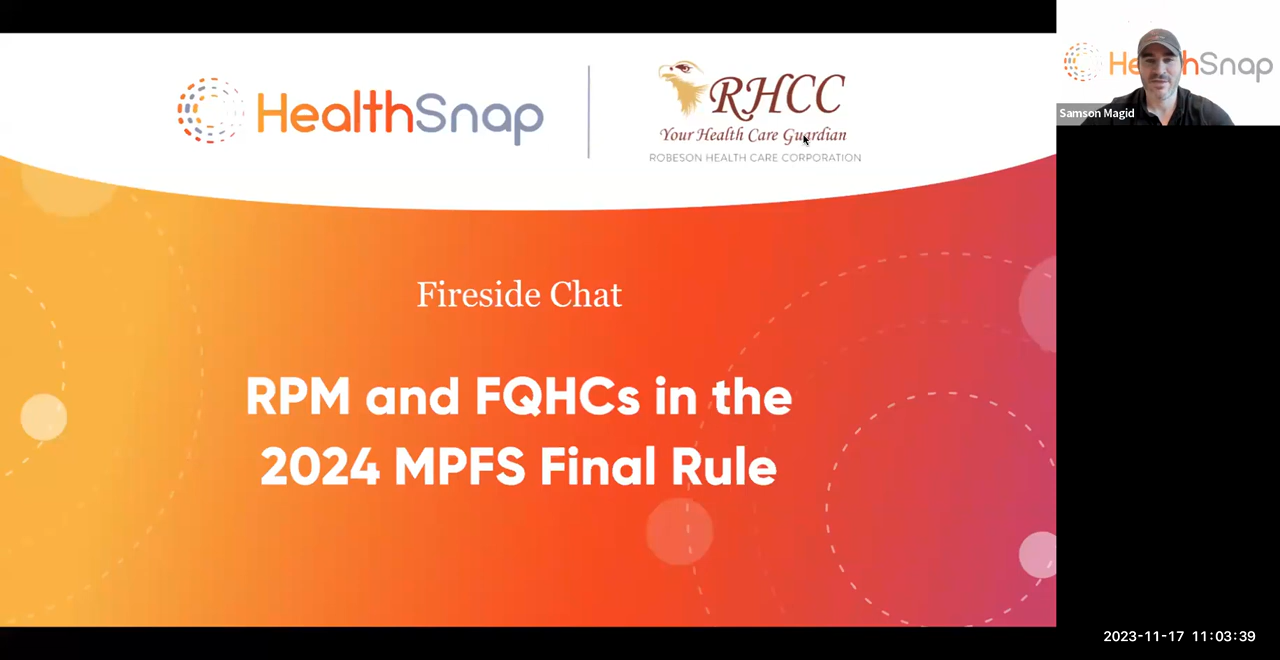 HealthSnap
RHCC
Your Health Care Guardian
ROBESON HEALTH CARE CORPORATION
Fireside Chat
RPM and FQHCs in the
2024 MPFS Final Rule
HealthSnap
Samson Magid
2023-11-17 11:03:39